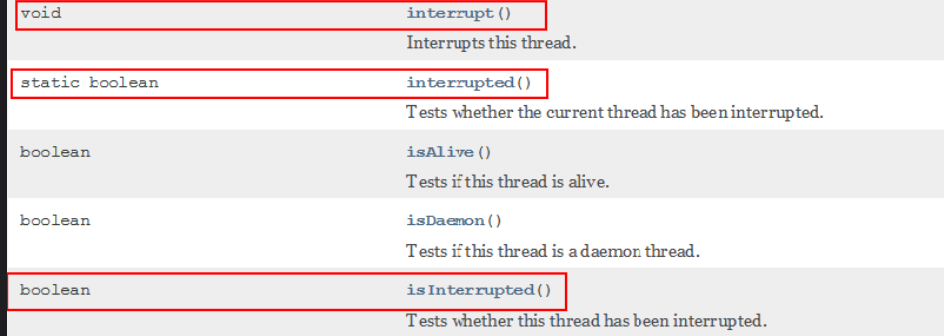 void interrupt()
Interrupts this thread.
static boolean interrupted()
Tests whether the current thread has been interrupted.
boolean isAlive()
Tests if this thread is alive.
boolean isDaemon()
Tests if this thread is a daemon thread.
boolean isInterrupted()
Tests whether this thread has been interrupted.